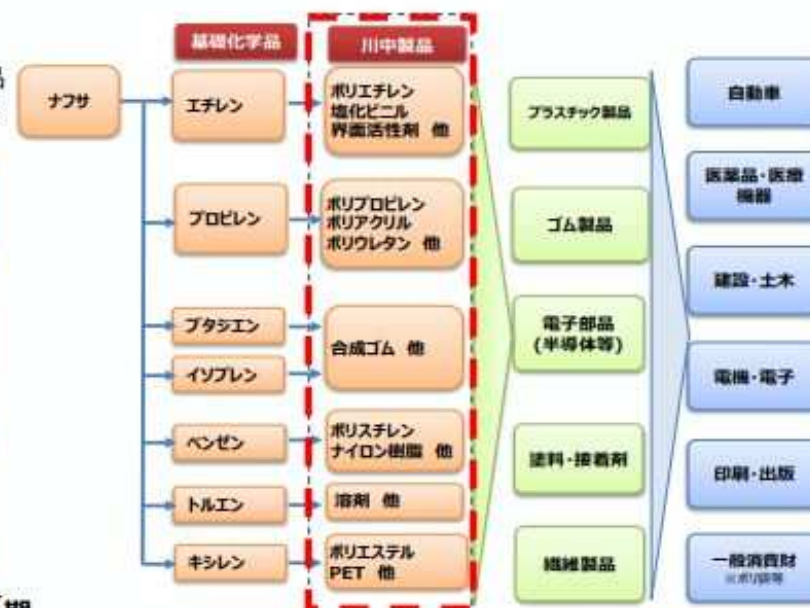 品
基礎化学品
川中製品
ナフサ
エチレン
ポリエチレン
塩化ビニル
界面活性剤 他
プロピレン
ポリプロピレン
ポリアクリル
ポリウレタン 他
ブタジエン
イソプレン
合成ゴム 他
ベンゼン
ポリスチレン
ナイロン樹脂 他
トルエン
溶剤 他
キシレン
ポリエステル
PET 他
プラスチック製品
ゴム製品
電子部品
(半導体等)
塗料・接着剤
繊維製品
自動車
医薬品・医療
機器
建設・土木
電機・電子
印刷・出版
一般消費財
※ポリ袋等
期